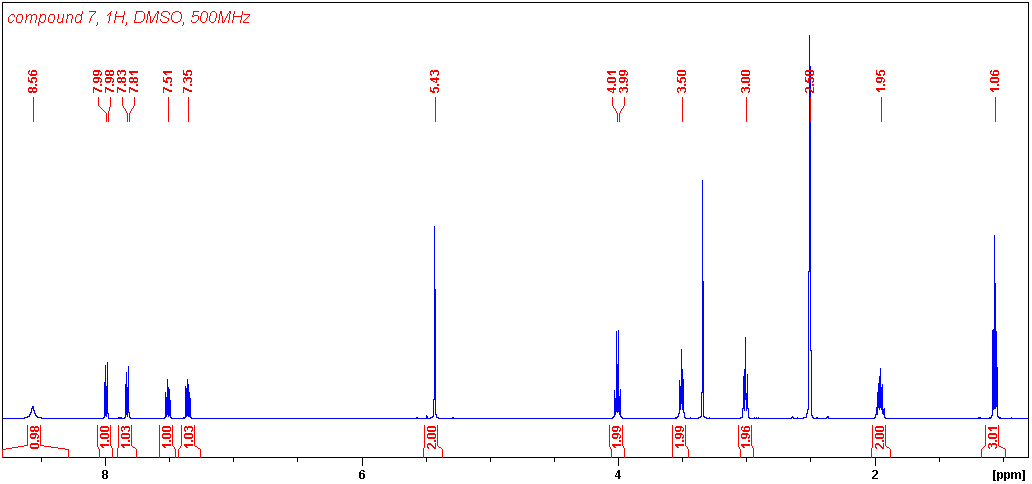 compound 7, 1H, DMSO, 500MHz
8.56 7.99 7.98 7.83 7.81 7.51 7.35 5.43 4.01 3.99 3.50 3.00 2.50 1.95 1.06
0.98 1.00 1.03 1.00 1.03 2.00 1.99 1.99 1.96 2.00 3.01
8 6 4 2 [ppm]